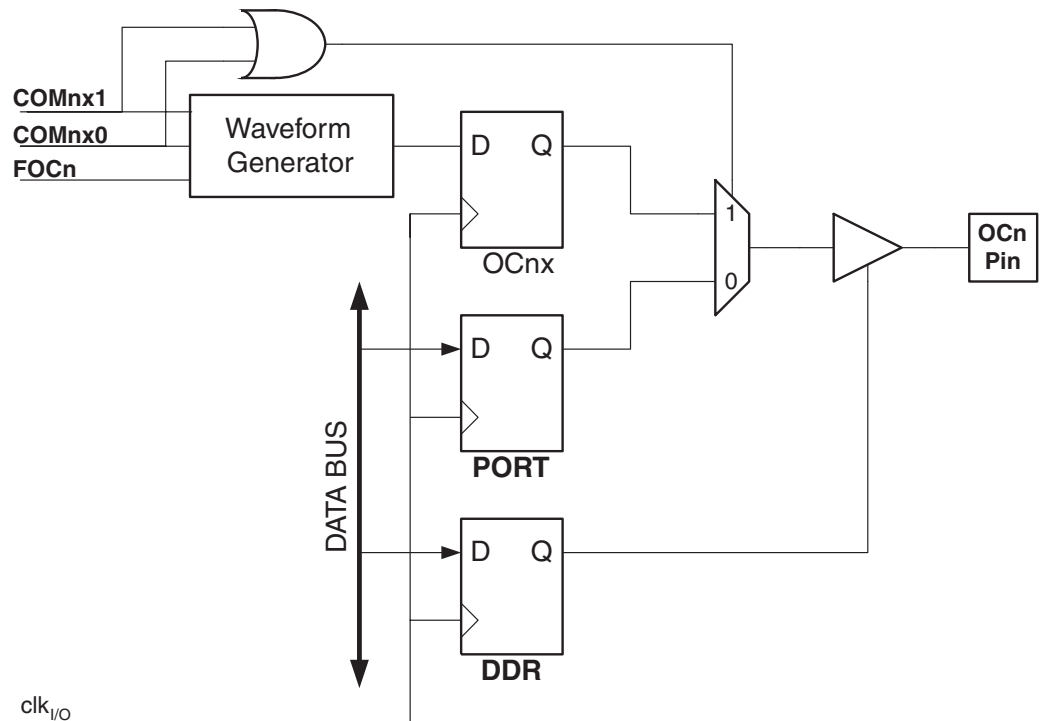 COMnx1
COMnx0
FOCn
Waveform
Generator
D Q
OCnx
1
0
OCn
Pin
D Q
PORT
DATA BUS
D Q
DDR
clkI/O